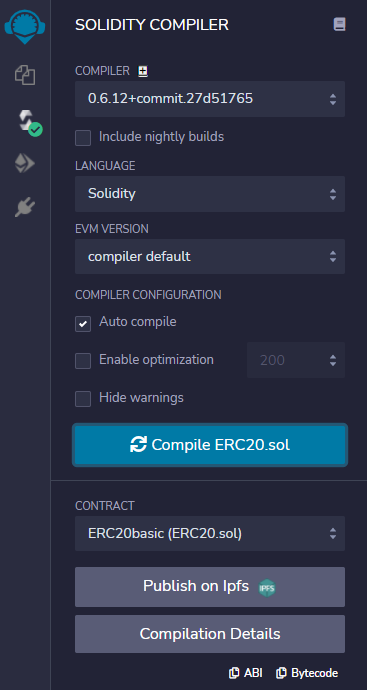 SOLIDITY COMPILER
COMPILER
0.6.12+commit.27d51765
Include nightly builds
LANGUAGE
Solidity
EVM VERSION
compiler default
COMPILER CONFIGURATION
Auto compile
Enable optimization 200
Hide warnings
Compile ERC20.sol
CONTRACT
ERC20basic (ERC20.sol)
Publish on Ipfs IPFS
Compilation Details
ABI Bytecode